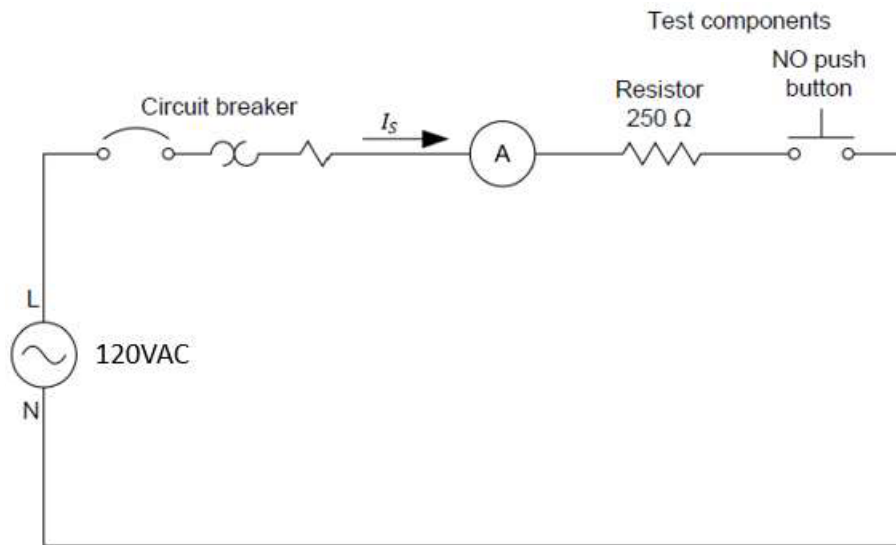 Test components
NO push
button
Resistor
250 Ω
Circuit breaker
I_S
A
L
120VAC
N